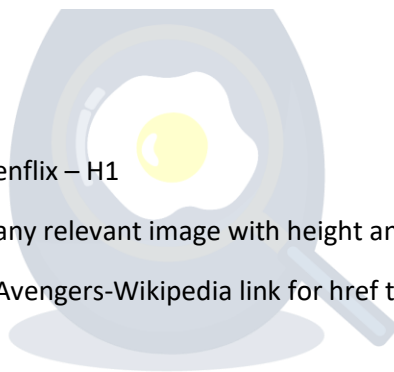 enflix – H1
any relevant image with height an
Avengers-Wikipedia link for href t